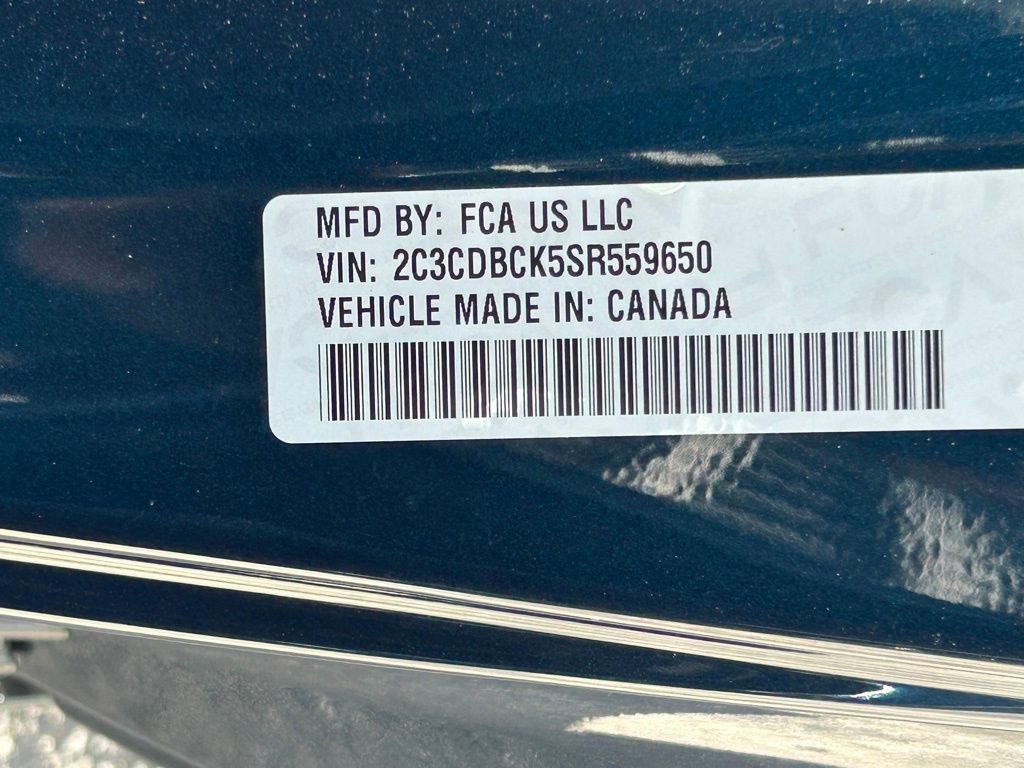 MFD BY: FCA US LLC
VIN: 2C3CDBCK5SR559650
VEHICLE MADE IN: CANADA